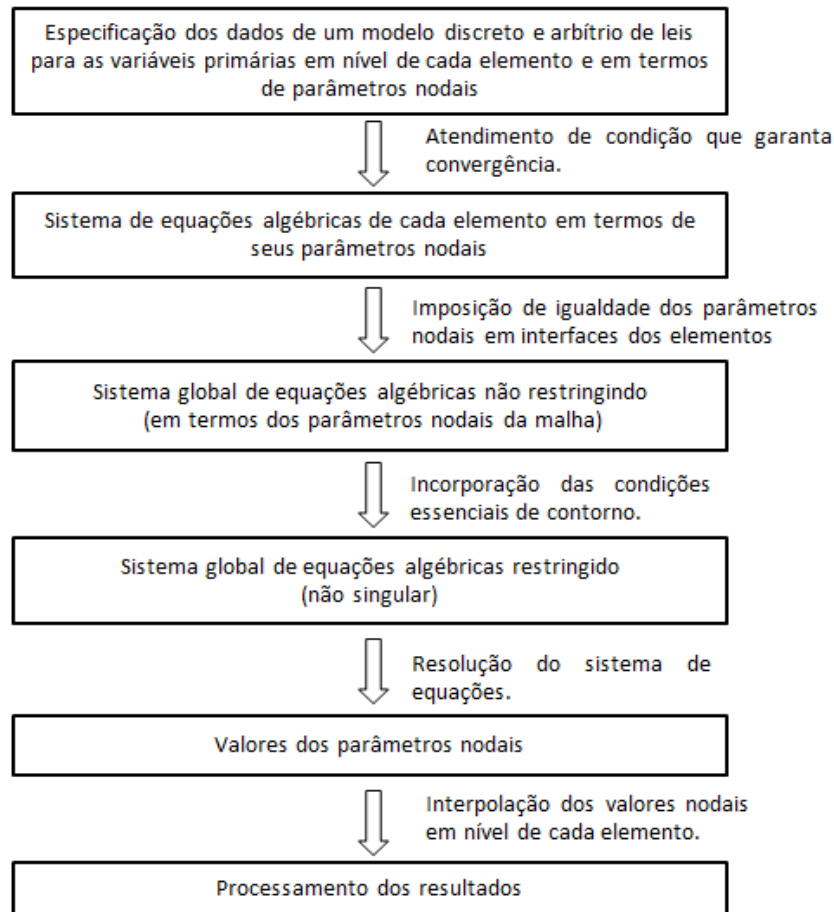 Especificação dos dados de um modelo discreto e arbítrio de leis
para as variáveis primárias em nível de cada elemento e em termos
de parâmetros nodais
Atendimento de condição que garanta
convergência.
Sistema de equações algébricas de cada elemento em termos de
seus parâmetros nodais
Imposição de igualdade dos parâmetros
nodais em interfaces dos elementos
Sistema global de equações algébricas não restringindo
(em termos dos parâmetros nodais da malha)
Incorporação das condições
essenciais de contorno.
Sistema global de equações algébricas restringido
(não singular)
Resolução do sistema de
equações.
Valores dos parâmetros nodais
Interpolação dos valores nodais
em nível de cada elemento.
Processamento dos resultados